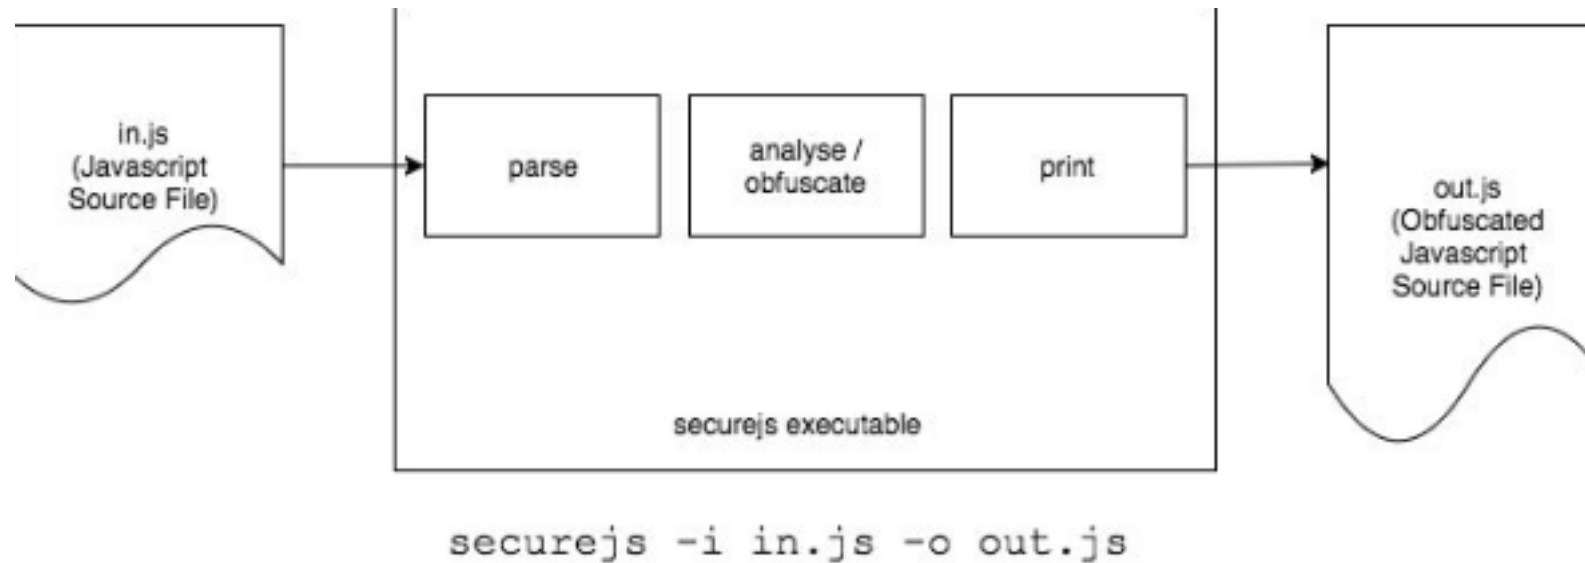 in.js
(Javascript
Source File)
parse
analyse /
obfuscate
print
out.js
(Obfuscated
Javascript
Source File)
securejs executable
securejs -i in.js -o out.js